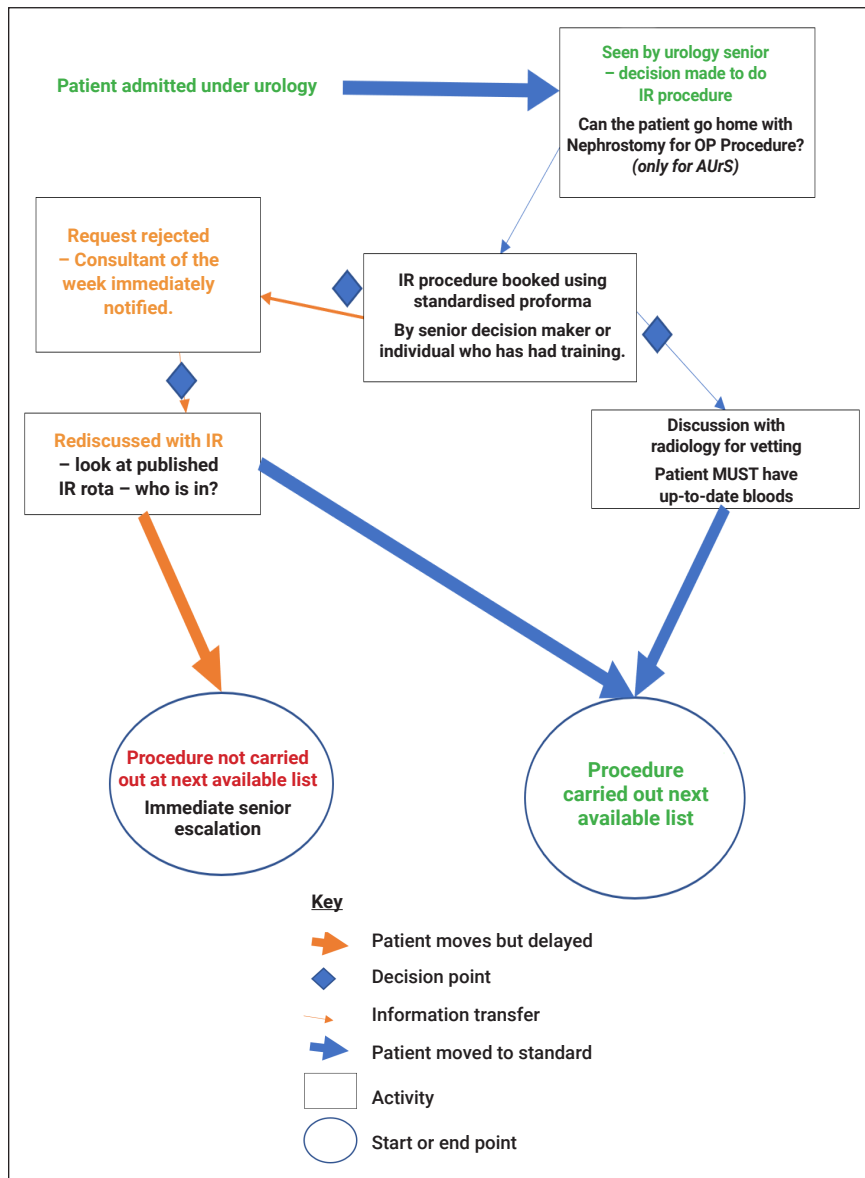 Patient admitted under urology
Seen by urology senior
– decision made to do
IR procedure
Can the patient go home with
Nephrostomy for OP Procedure?
(only for AUrS)
Request rejected
– Consultant of the
week immediately
notified.
IR procedure booked using
standardised proforma
By senior decision maker or
individual who has had training.
Rediscussed with IR
– look at published
IR rota – who is in?
Discussion with
radiology for vetting
Patient MUST have
up-to-date bloods
Procedure not carried
out at next available list
Immediate senior
escalation
Procedure
carried out next
available list
Key
Patient moves but delayed
Decision point
Information transfer
Patient moved to standard
Activity
Start or end point